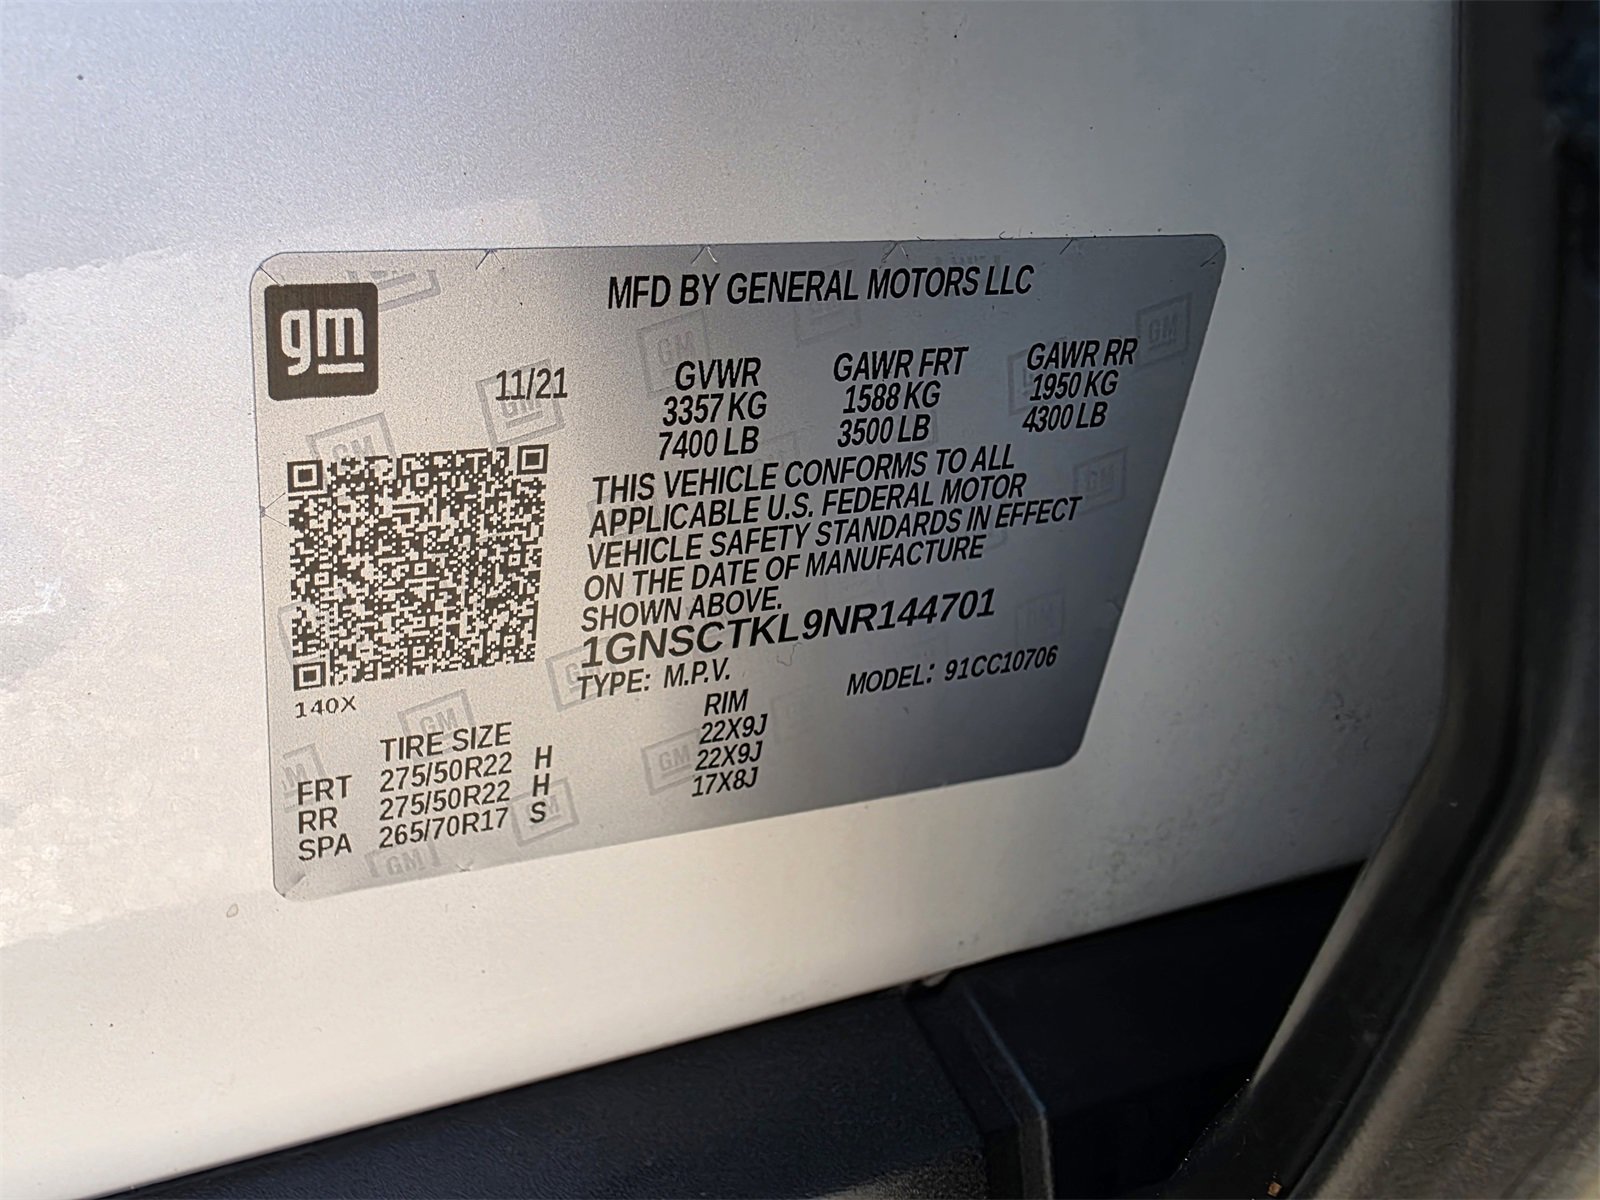 gm
MFD BY GENERAL MOTORS LLC
11/21
GVWR GAWR FRT GAWR RR
3357 KG 1588 KG 1950 KG
7400 LB 3500 LB 4300 LB
THIS VEHICLE CONFORMS TO ALL
APPLICABLE U.S. FEDERAL MOTOR
VEHICLE SAFETY STANDARDS IN EFFECT
ON THE DATE OF MANUFACTURE
SHOWN ABOVE.
1GNSCTKL9NR144701
TYPE: M.P.V. MODEL: 91CC10706
140X
TIRE SIZE RIM
FRT 275/50R22 H 22X9J
RR 275/50R22 H 22X9J
SPA 265/70R17 S 17X8J